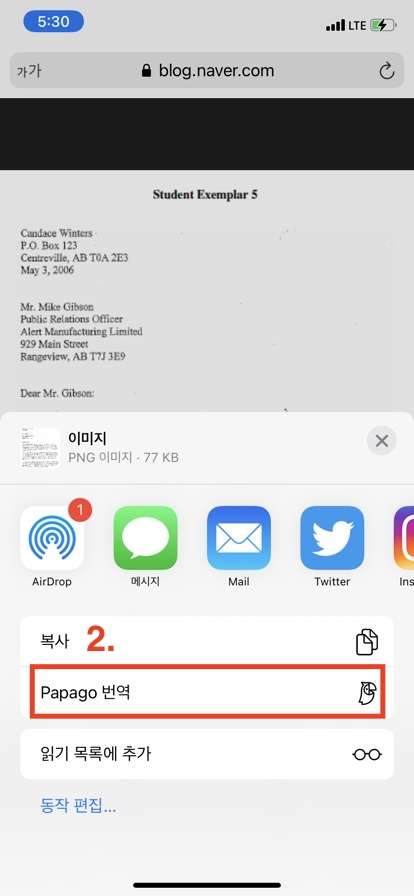 5:30
LTE
가가
blog.naver.com
Student Exemplar 5
Candace Winters
P.O. Box 123
Centreville, AB T0A 2E3
May 3, 2006
Mr. Mike Gibson
Public Relations Officer
Alert Manufacturing Limited
929 Main Street
Rangeview, AB T7J 3E9
Dear Mr. Gibson:
이미지
PNG 이미지 · 77 KB
1
AirDrop
메시지
Mail
Twitter
Ins
복사
2.
Papago 번역
읽기 목록에 추가
동작 편집...